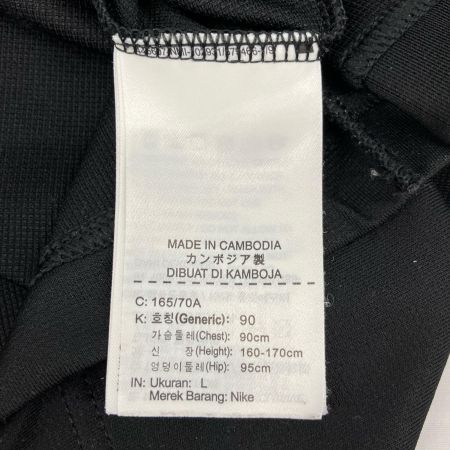 MADE IN CAMBODIA
カンボジア製
DIBUAT DI KAMBOJA
C: 165/70A
K: 호칭(Generic): 90
가슴둘레(Chest): 90cm
신 장(Height): 160-170cm
엉덩이둘레(Hip): 95cm
IN: Ukuran: L
Merek Barang: Nike